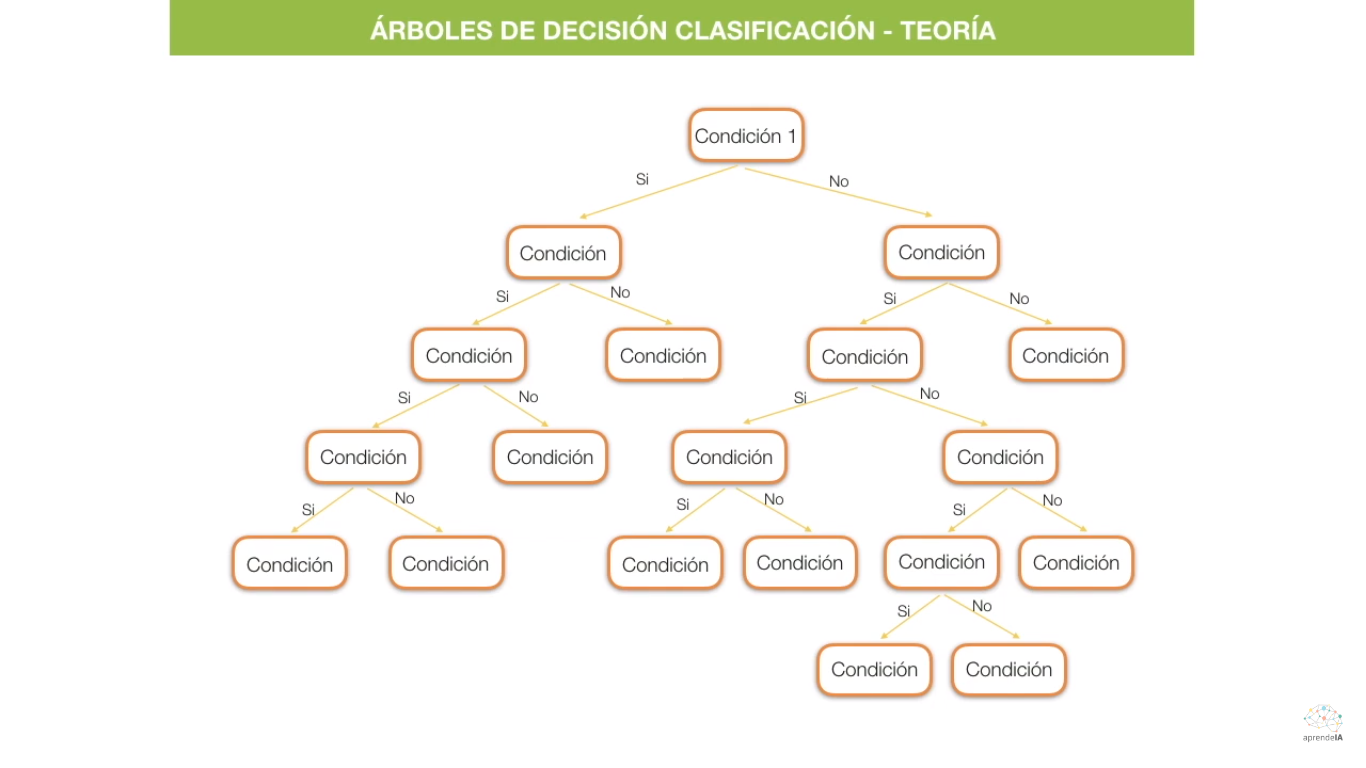 ÁRBOLES DE DECISIÓN CLASIFICACIÓN - TEORÍA
Condición 1
Si
No
Condición
Condición
Si
No
Si
No
Condición
Condición
Condición
Condición
Si
No
Si
No
Condición
Condición
Condición
Condición
Si
No
Si
No
Si
No
Condición
Condición
Condición
Condición
Condición
Condición
Si
No
Condición
Condición
aprendeIA